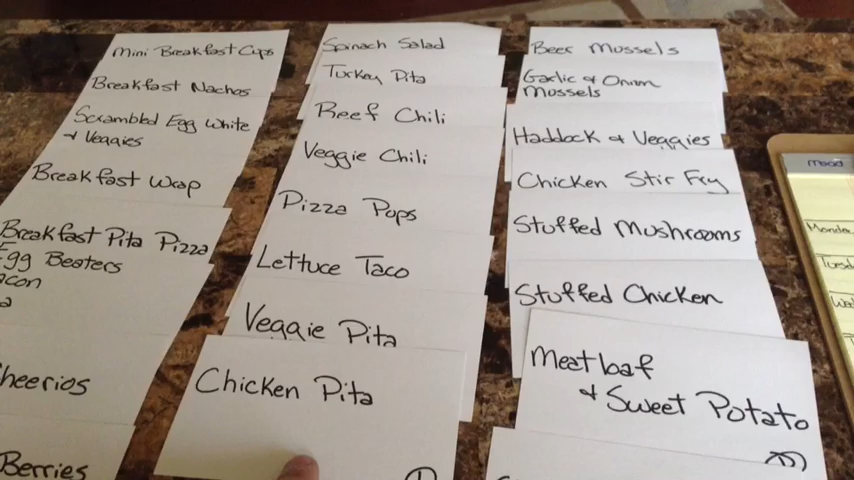 Mini Breakfast Cups
Breakfast Nachos
Scrambled Egg White
& Veggies
Breakfast Wrap
Breakfast Pita Pizza
Egg Beaters
Cheerios
Berries
Spinach Salad
Turkey Pita
Beef Chili
Veggie Chili
Pizza Pops
Lettuce Taco
Veggie Pita
Chicken Pita
Beer Mussels
Garlic & Onion
Mussels
Haddock & Veggies
Chicken Stir Fry
Stuffed Mushrooms
Stuffed Chicken
Meatloaf
& Sweet Potato